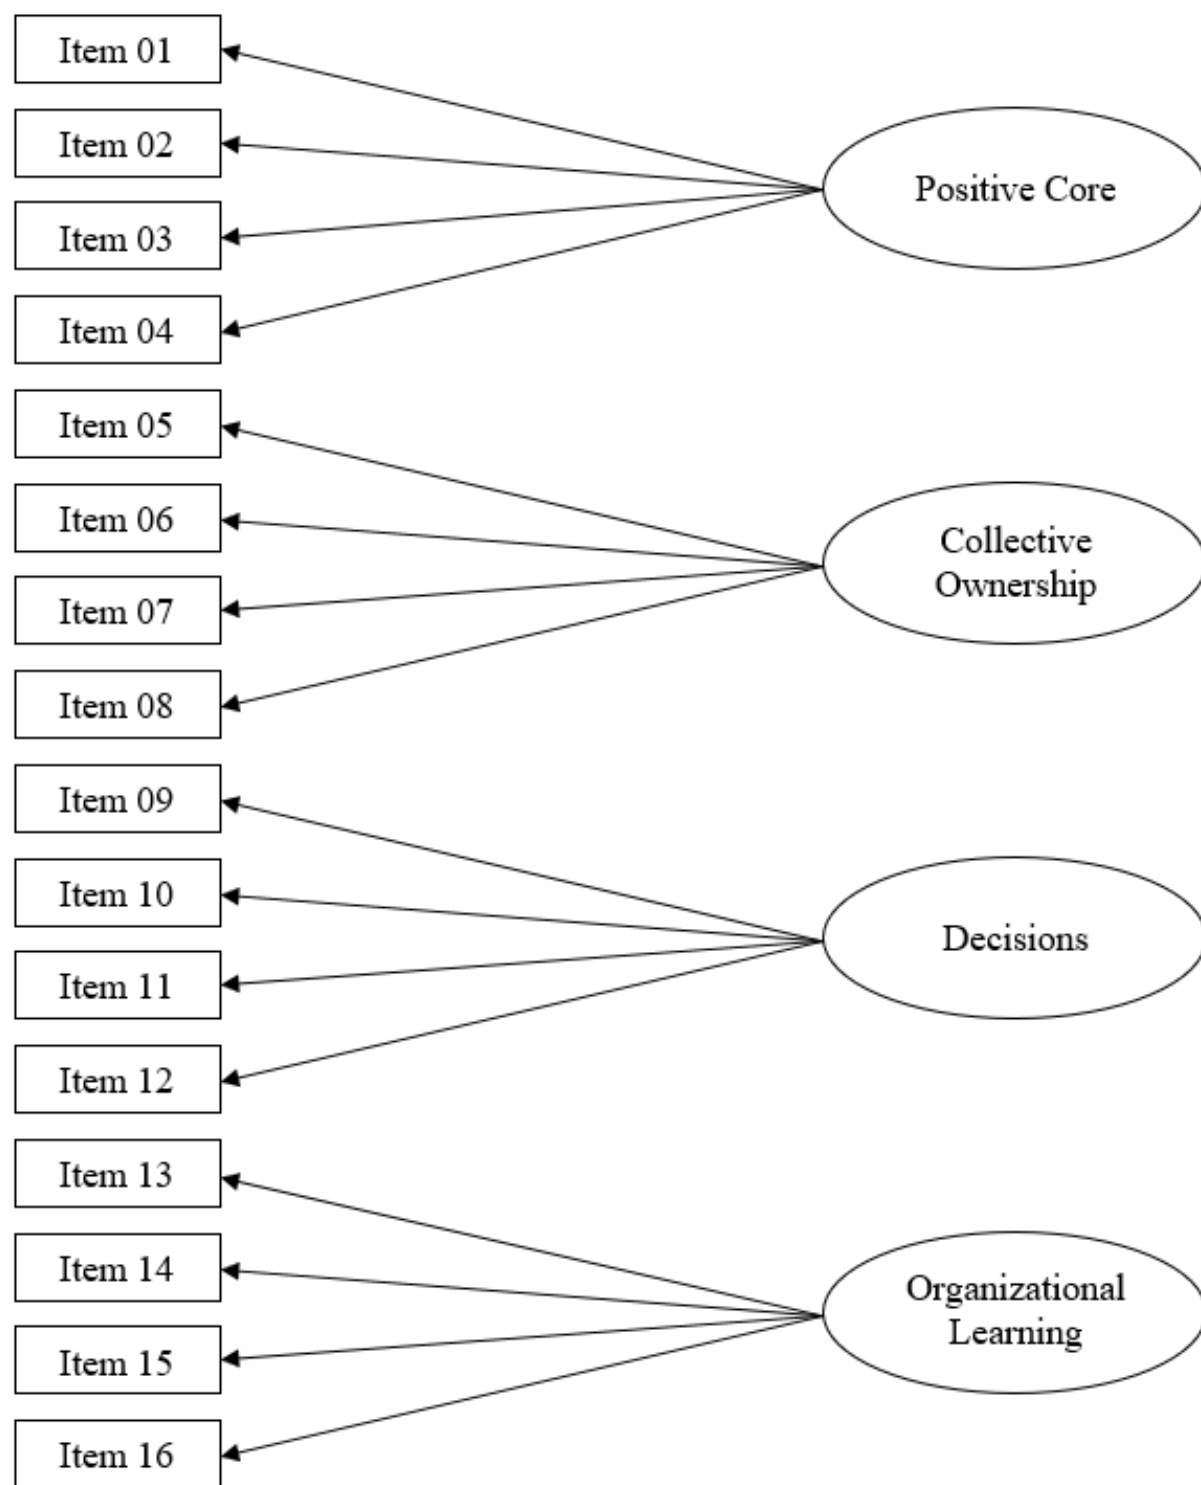 Item 01
Item 02
Item 03
Item 04
Positive Core
Item 05
Item 06
Item 07
Item 08
Collective
Ownership
Item 09
Item 10
Item 11
Item 12
Decisions
Item 13
Item 14
Item 15
Item 16
Organizational
Learning